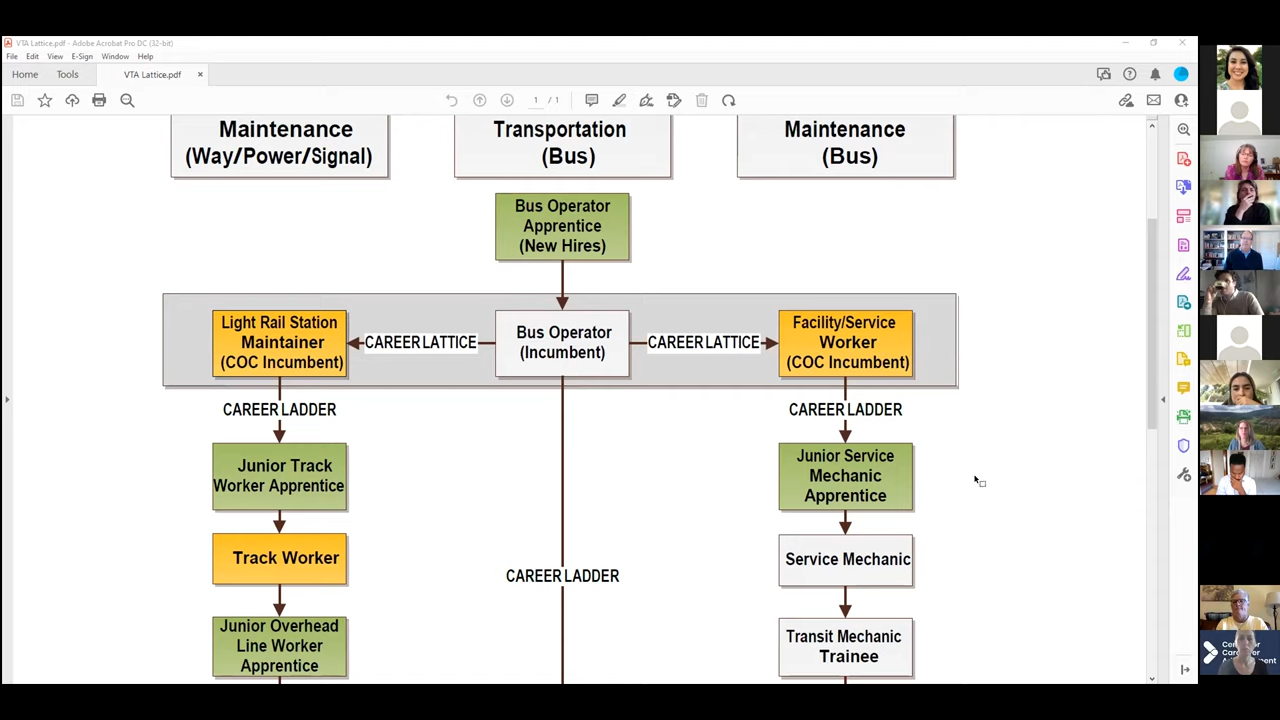 VTA Lattice.pdf - Adobe Acrobat Pro DC (32-bit)
File Edit View E-Sign Window Help
Home Tools VTA Lattice.pdf ×
1 / 1
Maintenance
(Way/Power/Signal)
Transportation
(Bus)
Maintenance
(Bus)
Bus Operator
Apprentice
(New Hires)
Light Rail Station
Maintainer
(COC Incumbent)
CAREER LATTICE
Bus Operator
(Incumbent)
CAREER LATTICE
Facility/Service
Worker
(COC Incumbent)
CAREER LADDER
CAREER LADDER
Junior Track
Worker Apprentice
Junior Service
Mechanic
Apprentice
Track Worker
Service Mechanic
CAREER LADDER
Junior Overhead
Line Worker
Apprentice
Transit Mechanic
Trainee